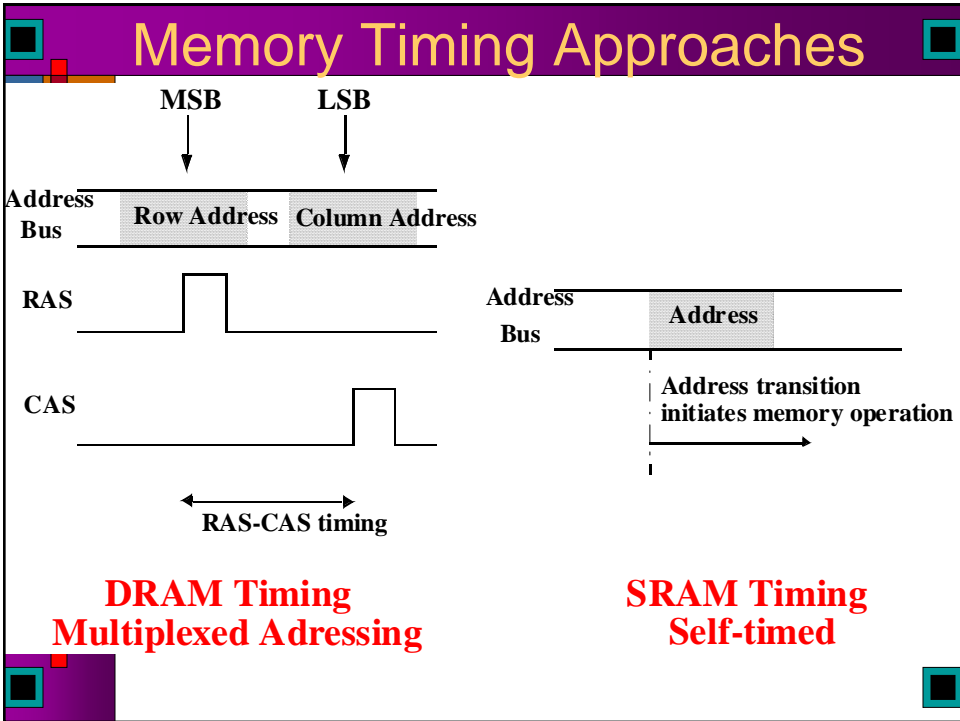 Memory Timing Approaches
MSB
LSB
Address
Bus
Row Address
Column Address
RAS
CAS
RAS-CAS timing
DRAM Timing
Multiplexed Adressing
Address
Bus
Address
Address transition
initiates memory operation
SRAM Timing
Self-timed